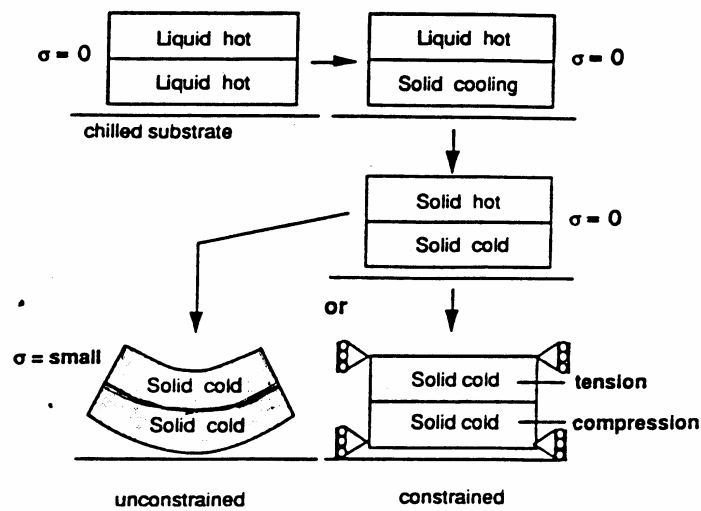 Liquid hot
σ = 0
Liquid hot
chilled substrate
Liquid hot
Solid cooling
σ = 0
Solid hot
Solid cold
σ = 0
or
σ = small
Solid cold
Solid cold
unconstrained
Solid cold
tension
Solid cold
compression
constrained